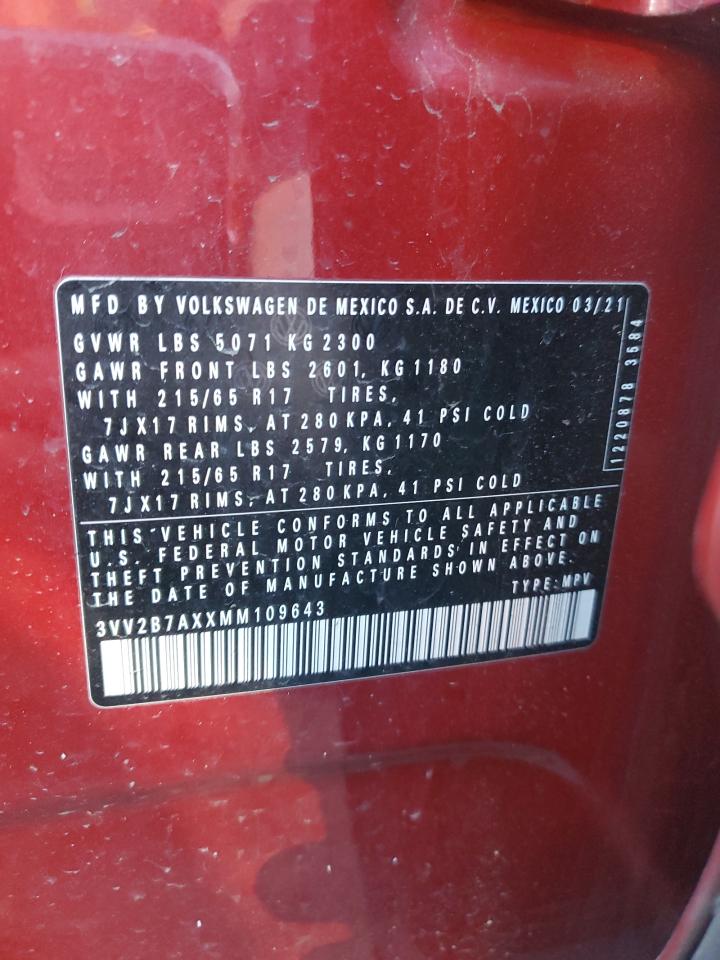 MFD BY VOLKSWAGEN DE MEXICO S.A. DE C.V. MEXICO 03/21
GVWR LBS 5071 KG 2300
GAWR FRONT LBS 2601, KG 1180
WITH 215/65 R17 TIRES,
7JX17 RIMS, AT 280 KPA, 41 PSI COLD
GAWR REAR LBS 2579, KG 1170
WITH 215/65 R17 TIRES,
7JX17 RIMS, AT 280 KPA, 41 PSI COLD
THIS VEHICLE CONFORMS TO ALL APPLICABLE
U.S. FEDERAL MOTOR VEHICLE SAFETY AND
THEFT PREVENTION STANDARDS IN EFFECT ON
THE DATE OF MANUFACTURE SHOWN ABOVE.
TYPE: MPV
3VV2B7AXXMM109643
1220878 3684